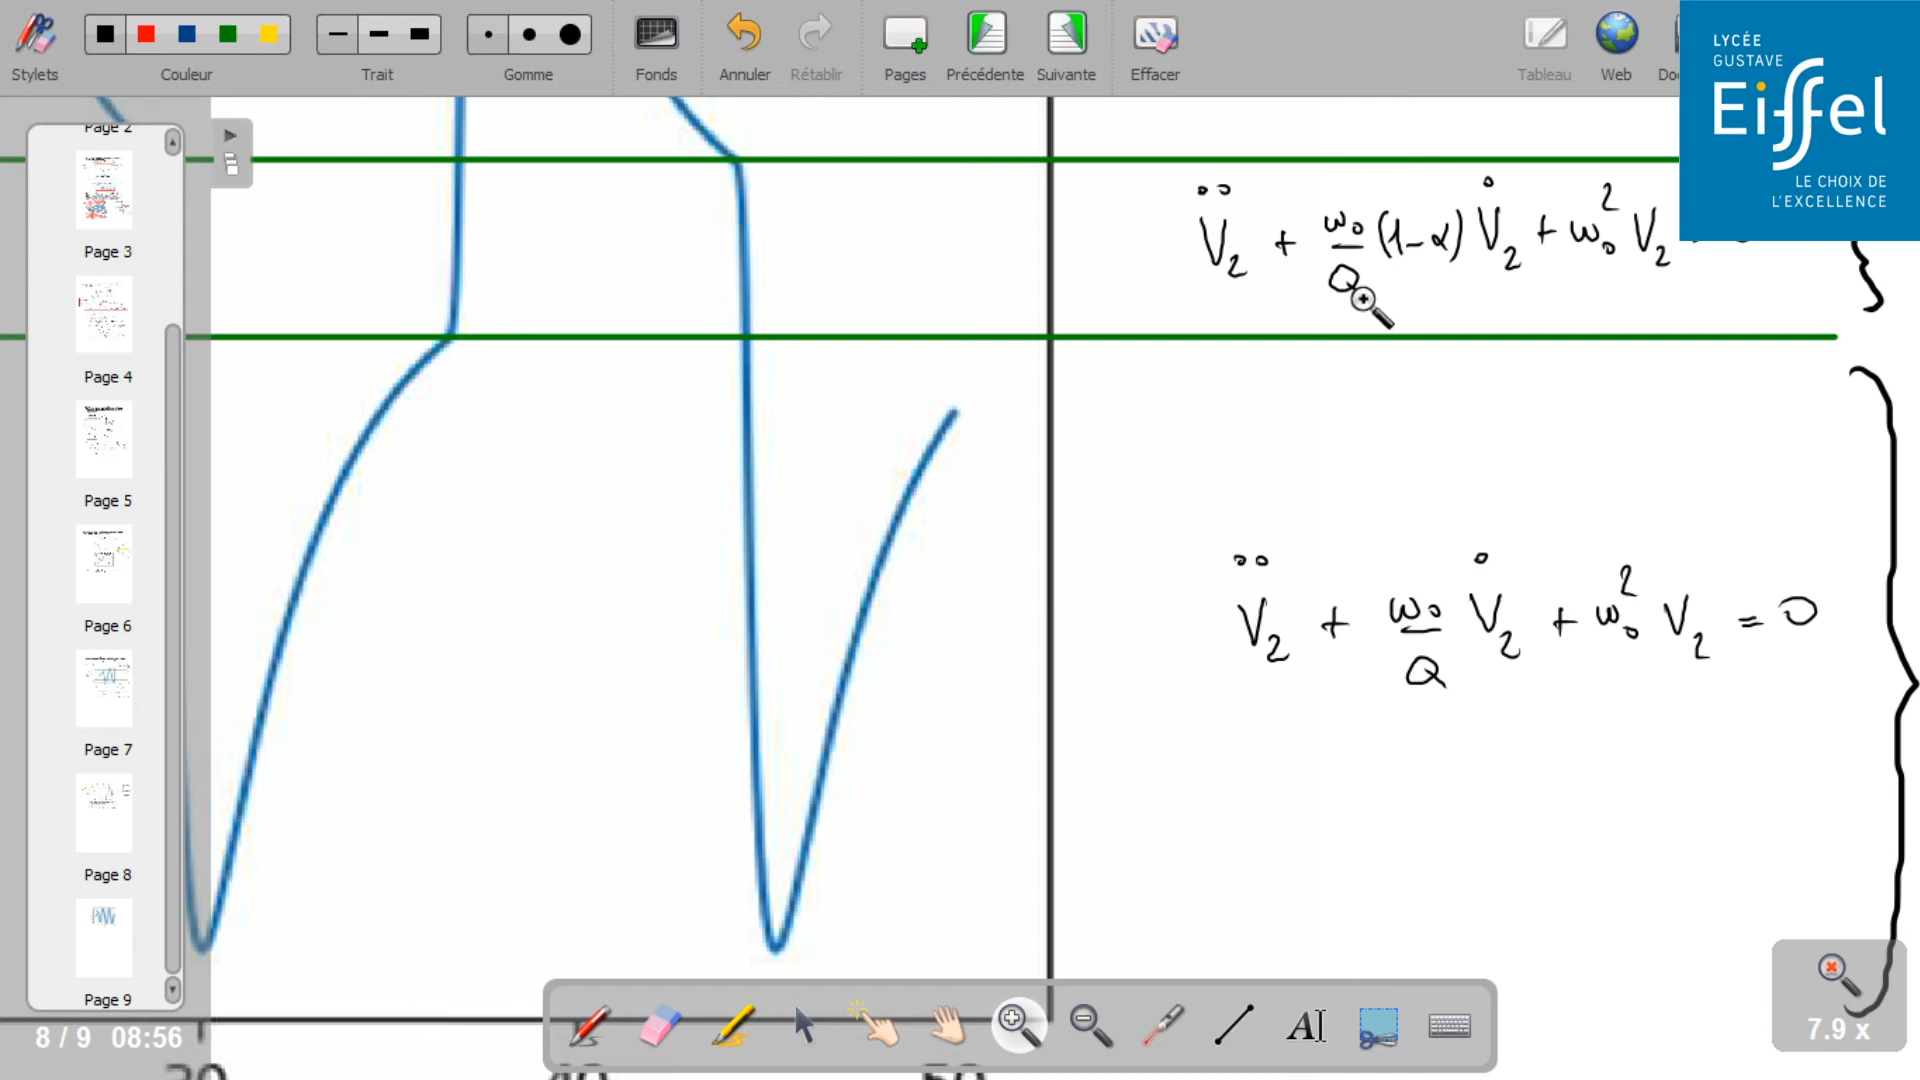 Stylets
Couleur
Trait
Gomme
Fonds
Annuler
Rétablir
Pages
Précédente
Suivante
Effacer
Tableau
Web
LYCÉE
GUSTAVE
Eiffel
LE CHOIX DE
L'EXCELLENCE
Page 2
Page 3
Page 4
Page 5
Page 6
Page 7
Page 8
Page 9
V̈₂ + ω₀/Q (1-α) V̇₂ + ω₀² V₂
V̈₂ + ω₀/Q V̇₂ + ω₀² V₂ = 0
8 / 9 08:56
7.9 x